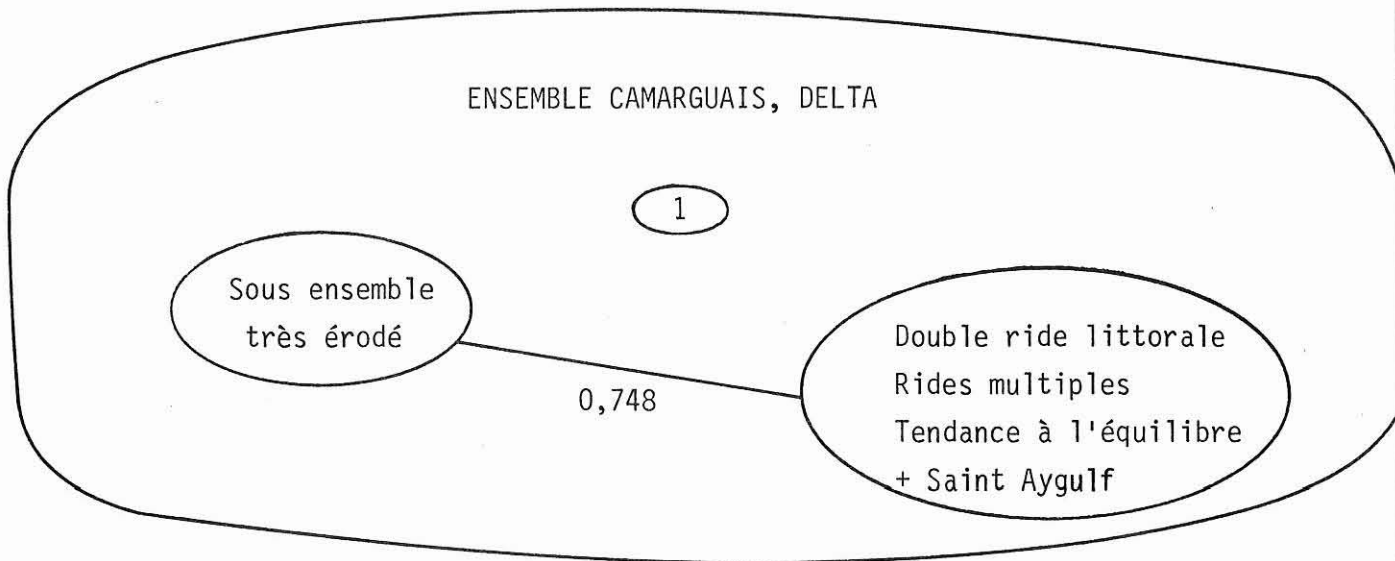 ENSEMBLE CAMARGUAIS, DELTA
1
Sous ensemble
très érodé
0,748
Double ride littorale
Rides multiples
Tendance à l'équilibre
+ Saint Aygulf